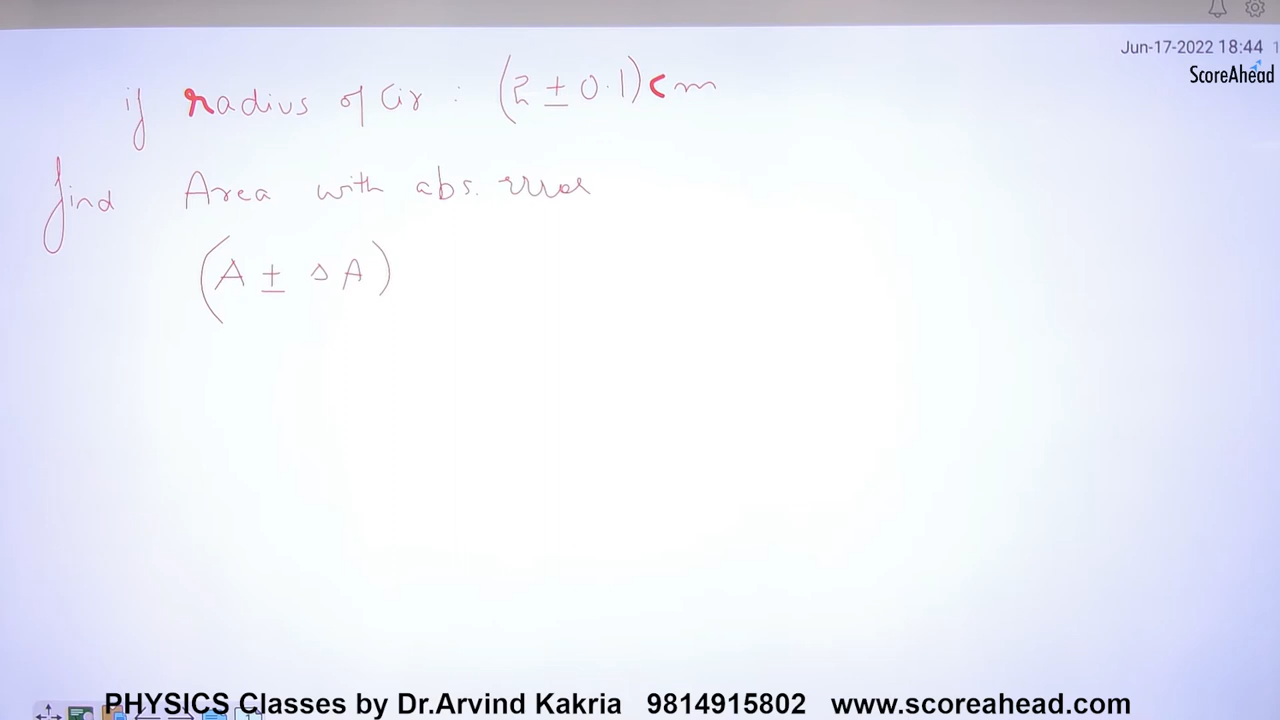 Jun-17-2022 18:44 1
ScoreAhead
if radius of Cir : (2 ± 0.1) cm
find Area with abs. error
(A ± ΔA)
PHYSICS Classes by Dr.Arvind Kakria 9814915802 www.scoreahead.com